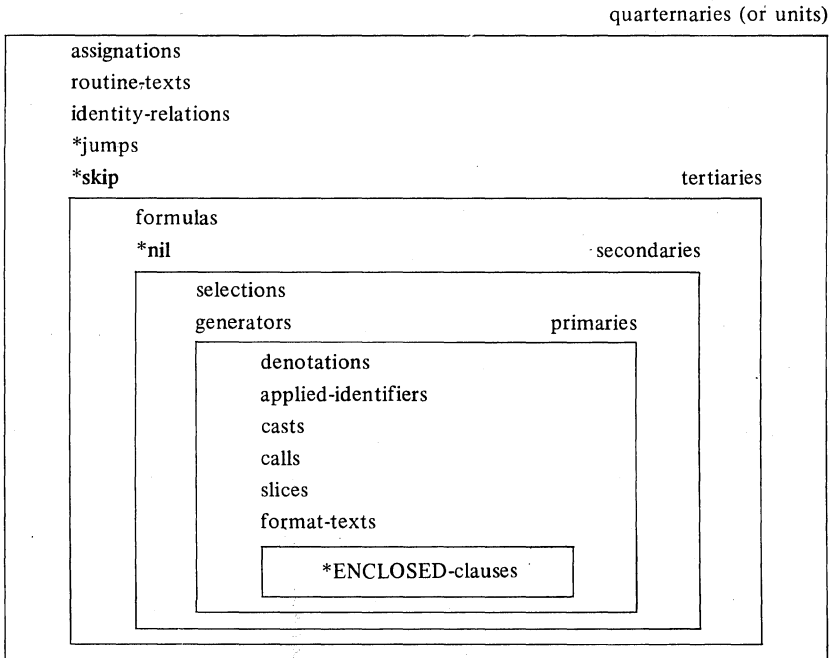 quarternaries (or units)
assignations
routine-texts
identity-relations
*jumps
*skip tertiaries
formulas
*nil secondaries
selections
generators primaries
denotations
applied-identifiers
casts
calls
slices
format-texts
*ENCLOSED-clauses